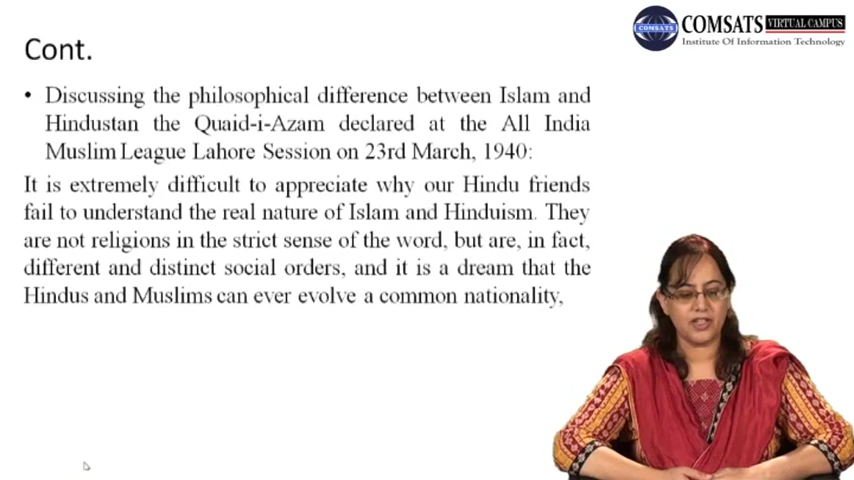 COMSATS VIRTUAL CAMPUS
COMSATS
Institute Of Information Technology
Cont.
• Discussing the philosophical difference between Islam and
Hindustan the Quaid-i-Azam declared at the All India
Muslim League Lahore Session on 23rd March, 1940:
It is extremely difficult to appreciate why our Hindu friends
fail to understand the real nature of Islam and Hinduism. They
are not religions in the strict sense of the word, but are, in fact,
different and distinct social orders, and it is a dream that the
Hindus and Muslims can ever evolve a common nationality,